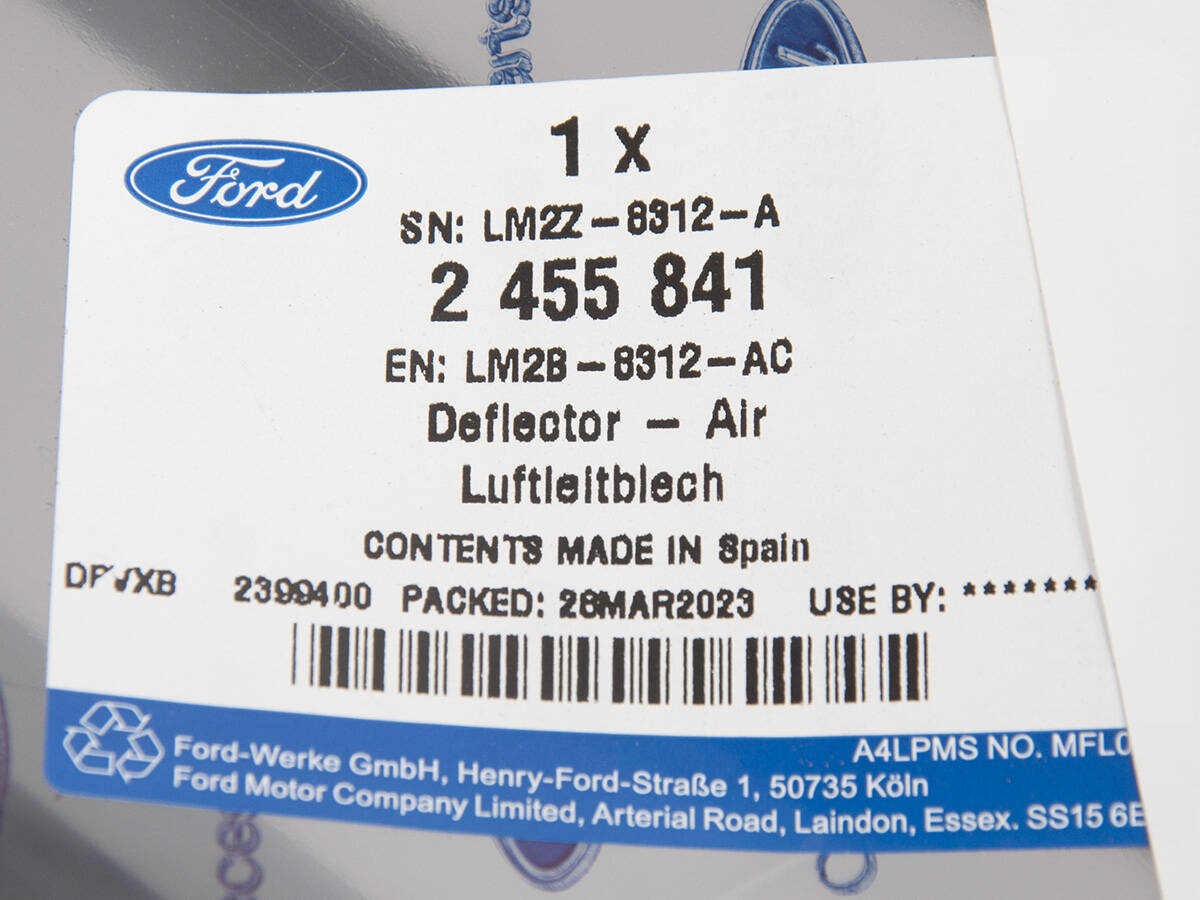 Ford
1 x
SN: LM2Z-8312-A
2 455 841
EN: LM2B-8312-AC
Deflector - Air
Luftleitblech
CONTENTS MADE IN Spain
2399400 PACKED: 28MAR2023 USE BY: *******
A4LPMS NO. MFL0
Ford-Werke GmbH, Henry-Ford-Straße 1, 50735 Köln
Ford Motor Company Limited, Arterial Road, Laindon, Essex. SS15 6E